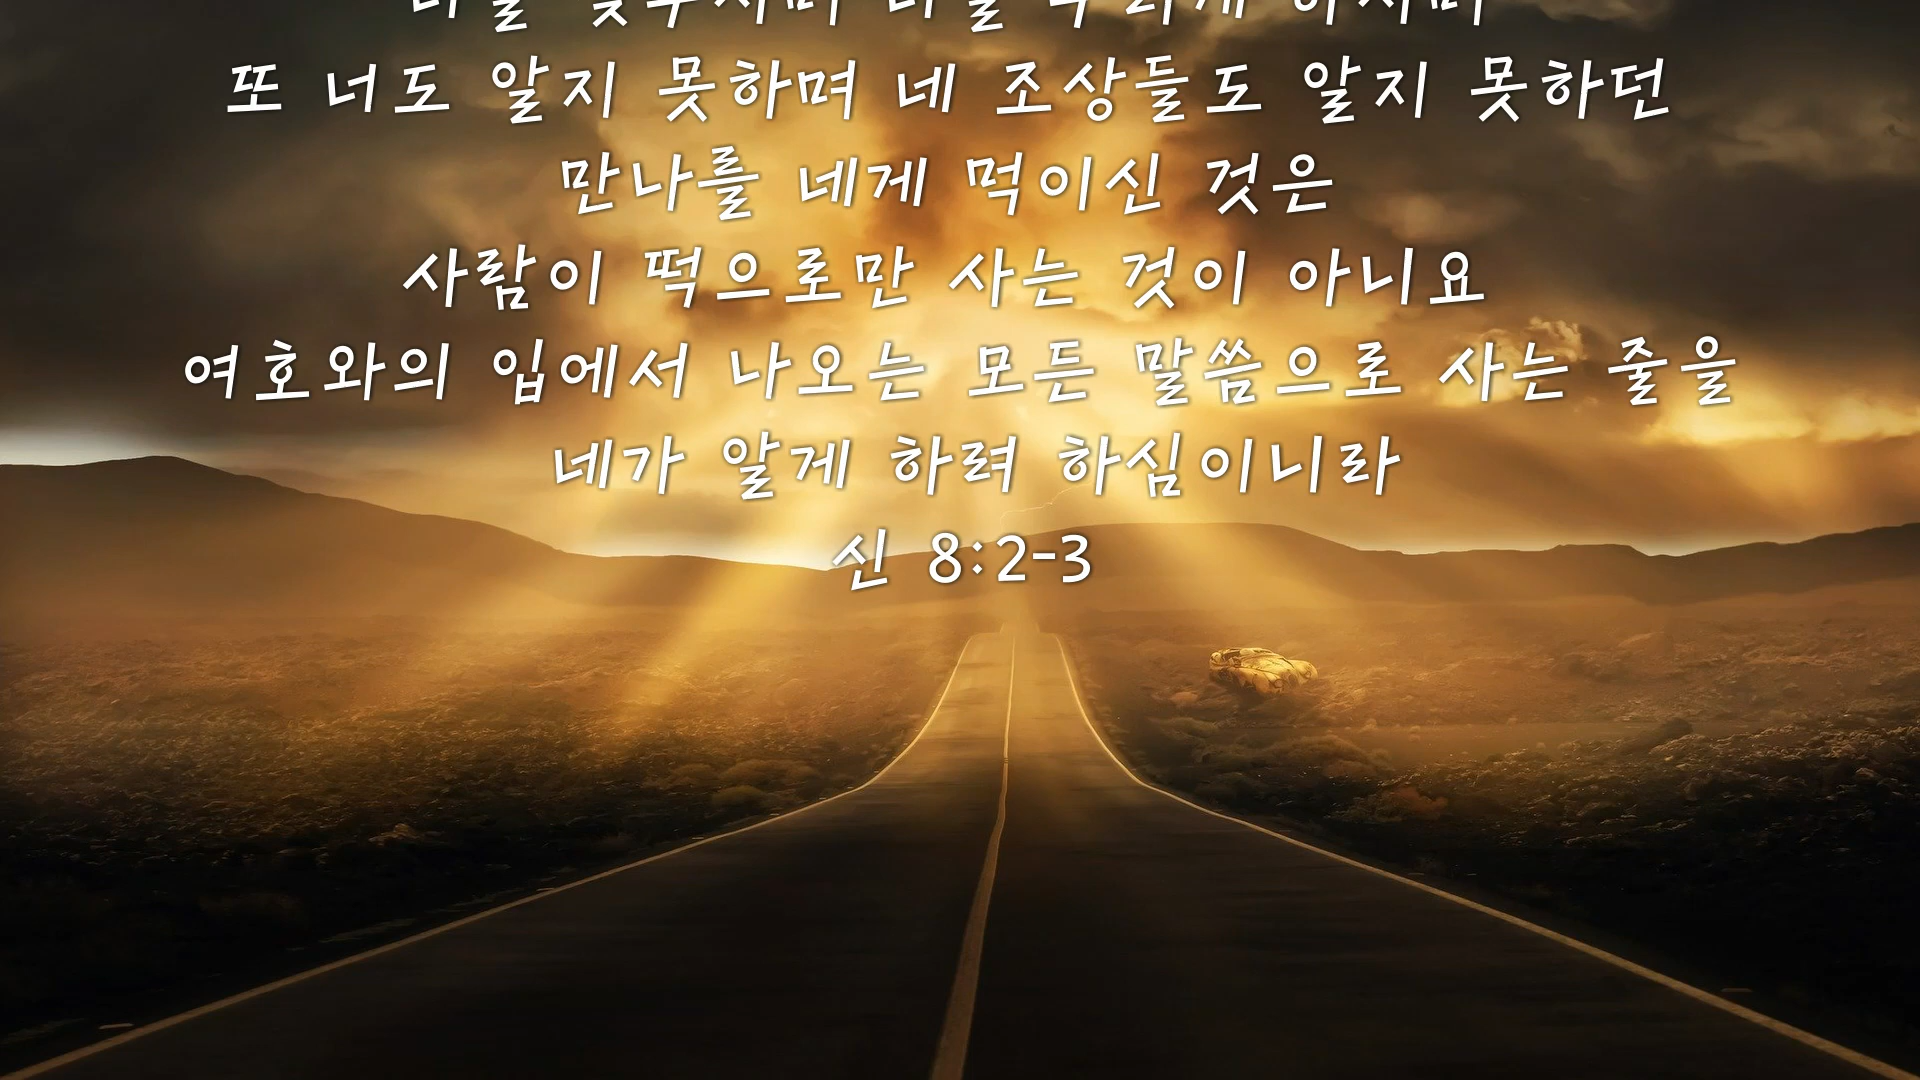 또 너도 알지 못하며 네 조상들도 알지 못하던
만나를 네게 먹이신 것은
사람이 떡으로만 사는 것이 아니요
여호와의 입에서 나오는 모든 말씀으로 사는 줄을
네가 알게 하려 하심이니라
신 8:2-3